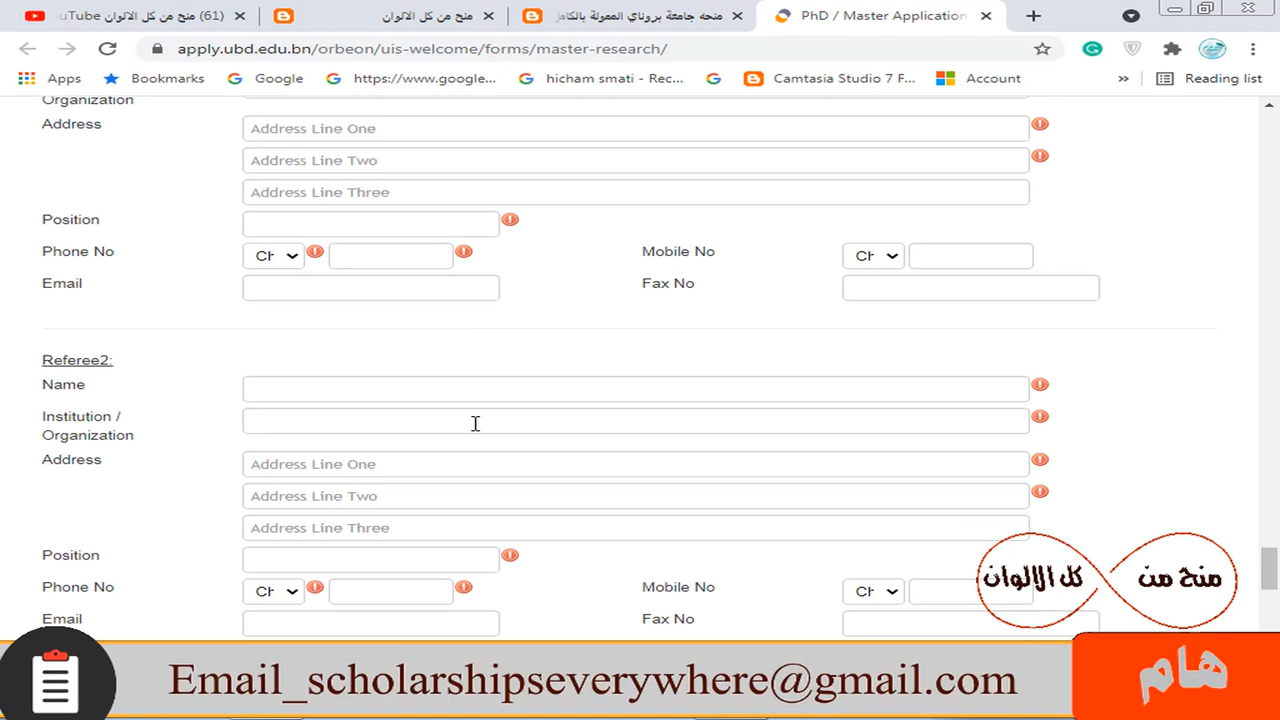 (61) منح من كل الالوان uTube
منح من كل الالوان
منحه جامعة بروناي الممولة بالكامل
PhD / Master Application
apply.ubd.edu.bn/orbeon/uis-welcome/forms/master-research/
Apps Bookmarks Google https://www.google... hicham smati - Rec... Camtasia Studio 7 F... Account » Reading list
Organization
Address Address Line One
Address Line Two
Address Line Three
Position
Phone No Ch Mobile No Ch
Email Fax No
Referee2:
Name
Institution /
Organization
Address Address Line One
Address Line Two
Address Line Three
Position
Phone No Ch Mobile No Ch
Email Fax No
منح من كل الالوان
Email_scholarshipseverywhere@gmail.com
هام